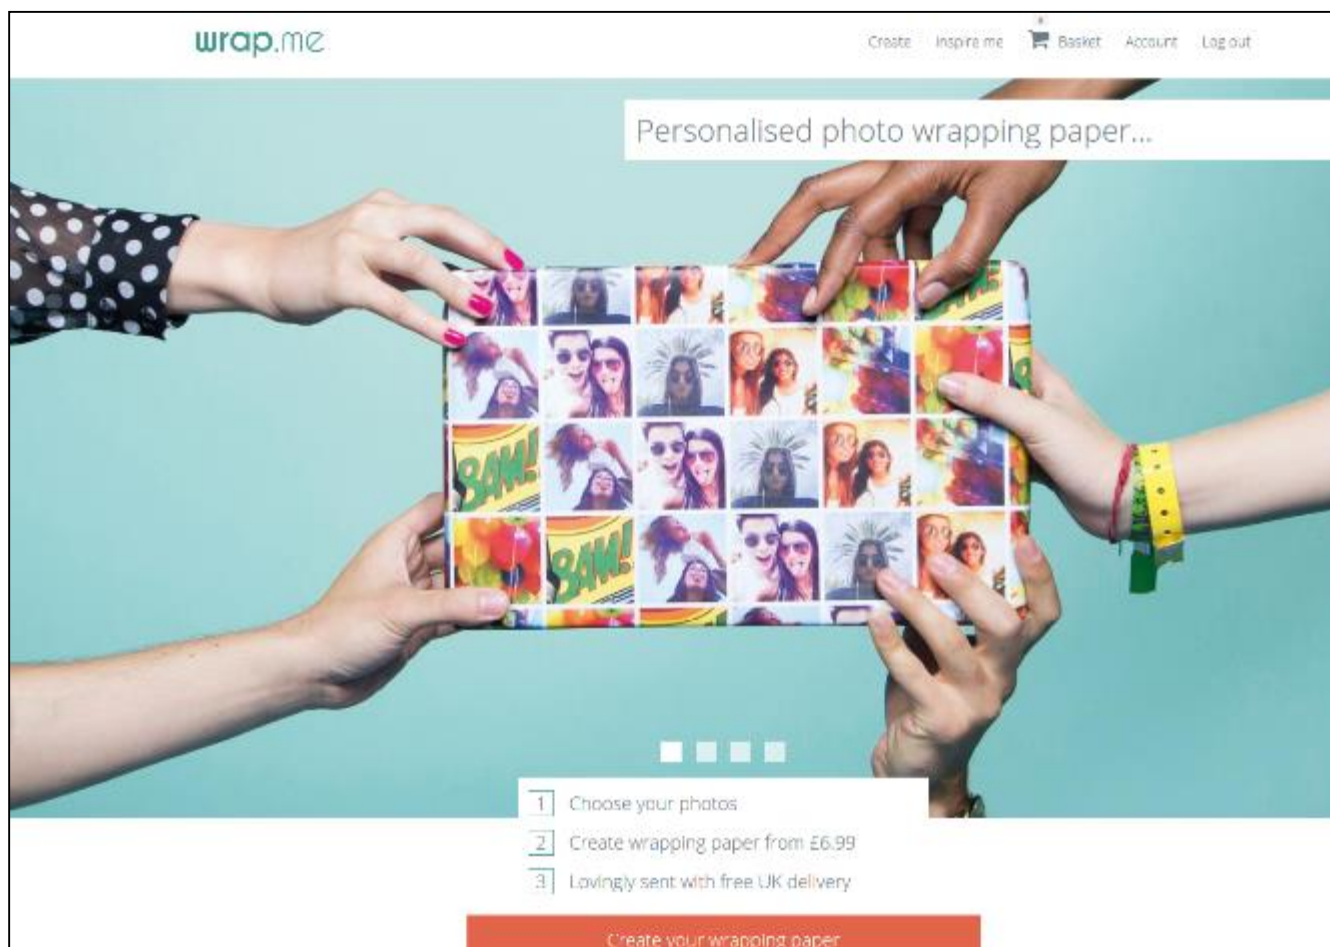 wrap.me
Create Inspire me Basket Account Log out
Personalised photo wrapping paper...
BAM!
BAM!
1 Choose your photos
2 Create wrapping paper from £6.99
3 Lovingly sent with free UK delivery
Create your wrapping paper